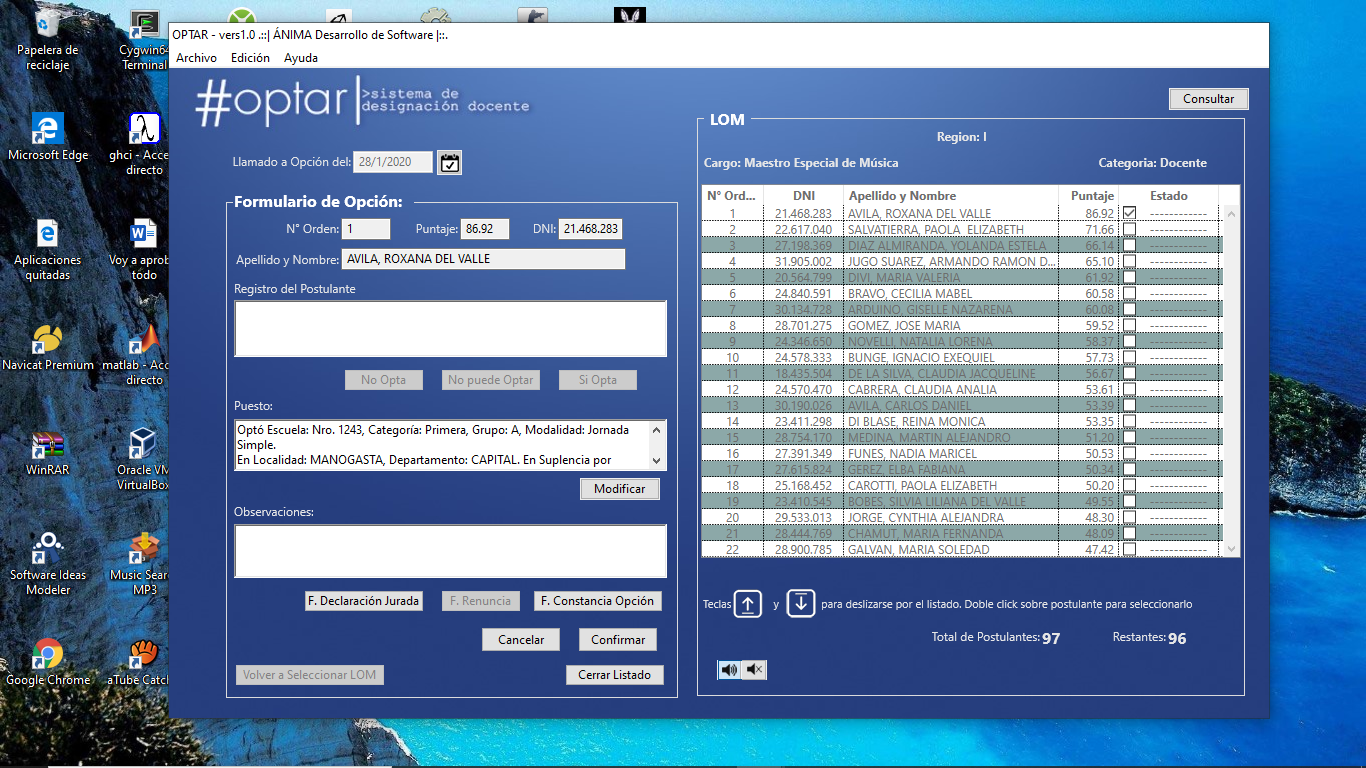 Papelera de
reciclaje
Cygwin64
Terminal
Microsoft Edge
ghci - Acce
directo
Aplicaciones
quitadas
Voy a aprob
todo
Navicat Premium
matlab - Acc
directo
WinRAR
Oracle VM
VirtualBox
Software Ideas
Modeler
Music Sear
MP3
Google Chrome
aTube Catch
OPTAR - vers1.0 .::| ÁNIMA Desarrollo de Software |::.
Archivo Edición Ayuda
#optar|>sistema de
designación docente
Consultar
Llamado a Opción del: 28/1/2020
Formulario de Opción:
N° Orden: 1 Puntaje: 86.92 DNI: 21.468.283
Apellido y Nombre: AVILA, ROXANA DEL VALLE
Registro del Postulante
No Opta No puede Optar Si Opta
Puesto:
Optó Escuela: Nro. 1243, Categoría: Primera, Grupo: A, Modalidad: Jornada
Simple.
En Localidad: MANOGASTA, Departamento: CAPITAL. En Suplencia por
Modificar
Observaciones:
F. Declaración Jurada F. Renuncia F. Constancia Opción
Cancelar Confirmar
Volver a Seleccionar LOM Cerrar Listado
LOM
Region: I
Cargo: Maestro Especial de Música Categoria: Docente
N° Ord... DNI Apellido y Nombre Puntaje Estado
1 21.468.283 AVILA, ROXANA DEL VALLE 86.92 ------------
2 22.617.040 SALVATIERRA, PAOLA ELIZABETH 71.66 ------------
3 27.198.369 DIAZ ALMIRANDA, YOLANDA ESTELA 66.14 ------------
4 31.905.002 JUGO SUAREZ, ARMANDO RAMON D... 65.10 ------------
5 20.564.799 DIVI, MARIA VALERIA 61.92 ------------
6 24.840.591 BRAVO, CECILIA MABEL 60.58 ------------
7 30.134.728 ARDUINO, GISELLE NAZARENA 60.08 ------------
8 28.701.275 GOMEZ, JOSE MARIA 59.52 ------------
9 24.346.650 NOVELLI, NATALIA LORENA 58.37 ------------
10 24.578.333 BUNGE, IGNACIO EXEQUIEL 57.73 ------------
11 18.435.504 DE LA SILVA, CLAUDIA JACQUELINE 56.67 ------------
12 24.570.470 CABRERA, CLAUDIA ANALIA 53.61 ------------
13 30.190.026 AVILA, CARLOS DANIEL 53.39 ------------
14 23.411.298 DI BLASE, REINA MONICA 53.35 ------------
15 28.754.170 MEDINA, MARTIN ALEJANDRO 51.20 ------------
16 27.391.349 FUNES, NADIA MARICEL 50.53 ------------
17 27.615.824 GEREZ, ELBA FABIANA 50.34 ------------
18 25.168.452 CAROTTI, PAOLA ELIZABETH 50.20 ------------
19 23.410.545 BOBES, SILVIA LILIANA DEL VALLE 49.55 ------------
20 29.533.013 JORGE, CYNTHIA ALEJANDRA 48.30 ------------
21 28.444.769 CHAMUT, MARIA FERNANDA 48.09 ------------
22 28.900.785 GALVAN, MARIA SOLEDAD 47.42 ------------
Teclas y para deslizarse por el listado. Doble click sobre postulante para seleccionarlo
Total de Postulantes: 97 Restantes: 96